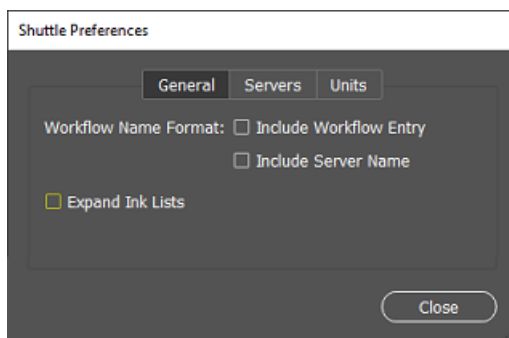 Shuttle Preferences
General Servers Units
Workflow Name Format: Include Workflow Entry
Include Server Name
Expand Ink Lists
Close